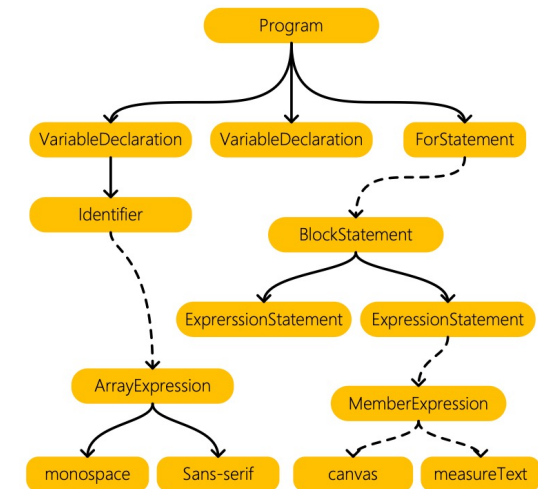 Program
VariableDeclaration
VariableDeclaration
ForStatement
Identifier
BlockStatement
ExprerssionStatement
ExpressionStatement
ArrayExpression
MemberExpression
monospace
Sans-serif
canvas
measureText